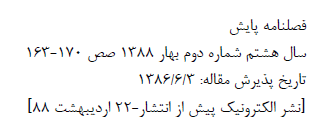 فصلنامه پایش
سال هشتم شماره دوم بهار ۱۳۸۸ صص ۱۷۰-۱۶۳
تاریخ پذیرش مقاله: ۱۳۸۶/۶/۳
[نشر الکترونیک پیش از انتشار-۲۲ اردیبهشت ۸۸]